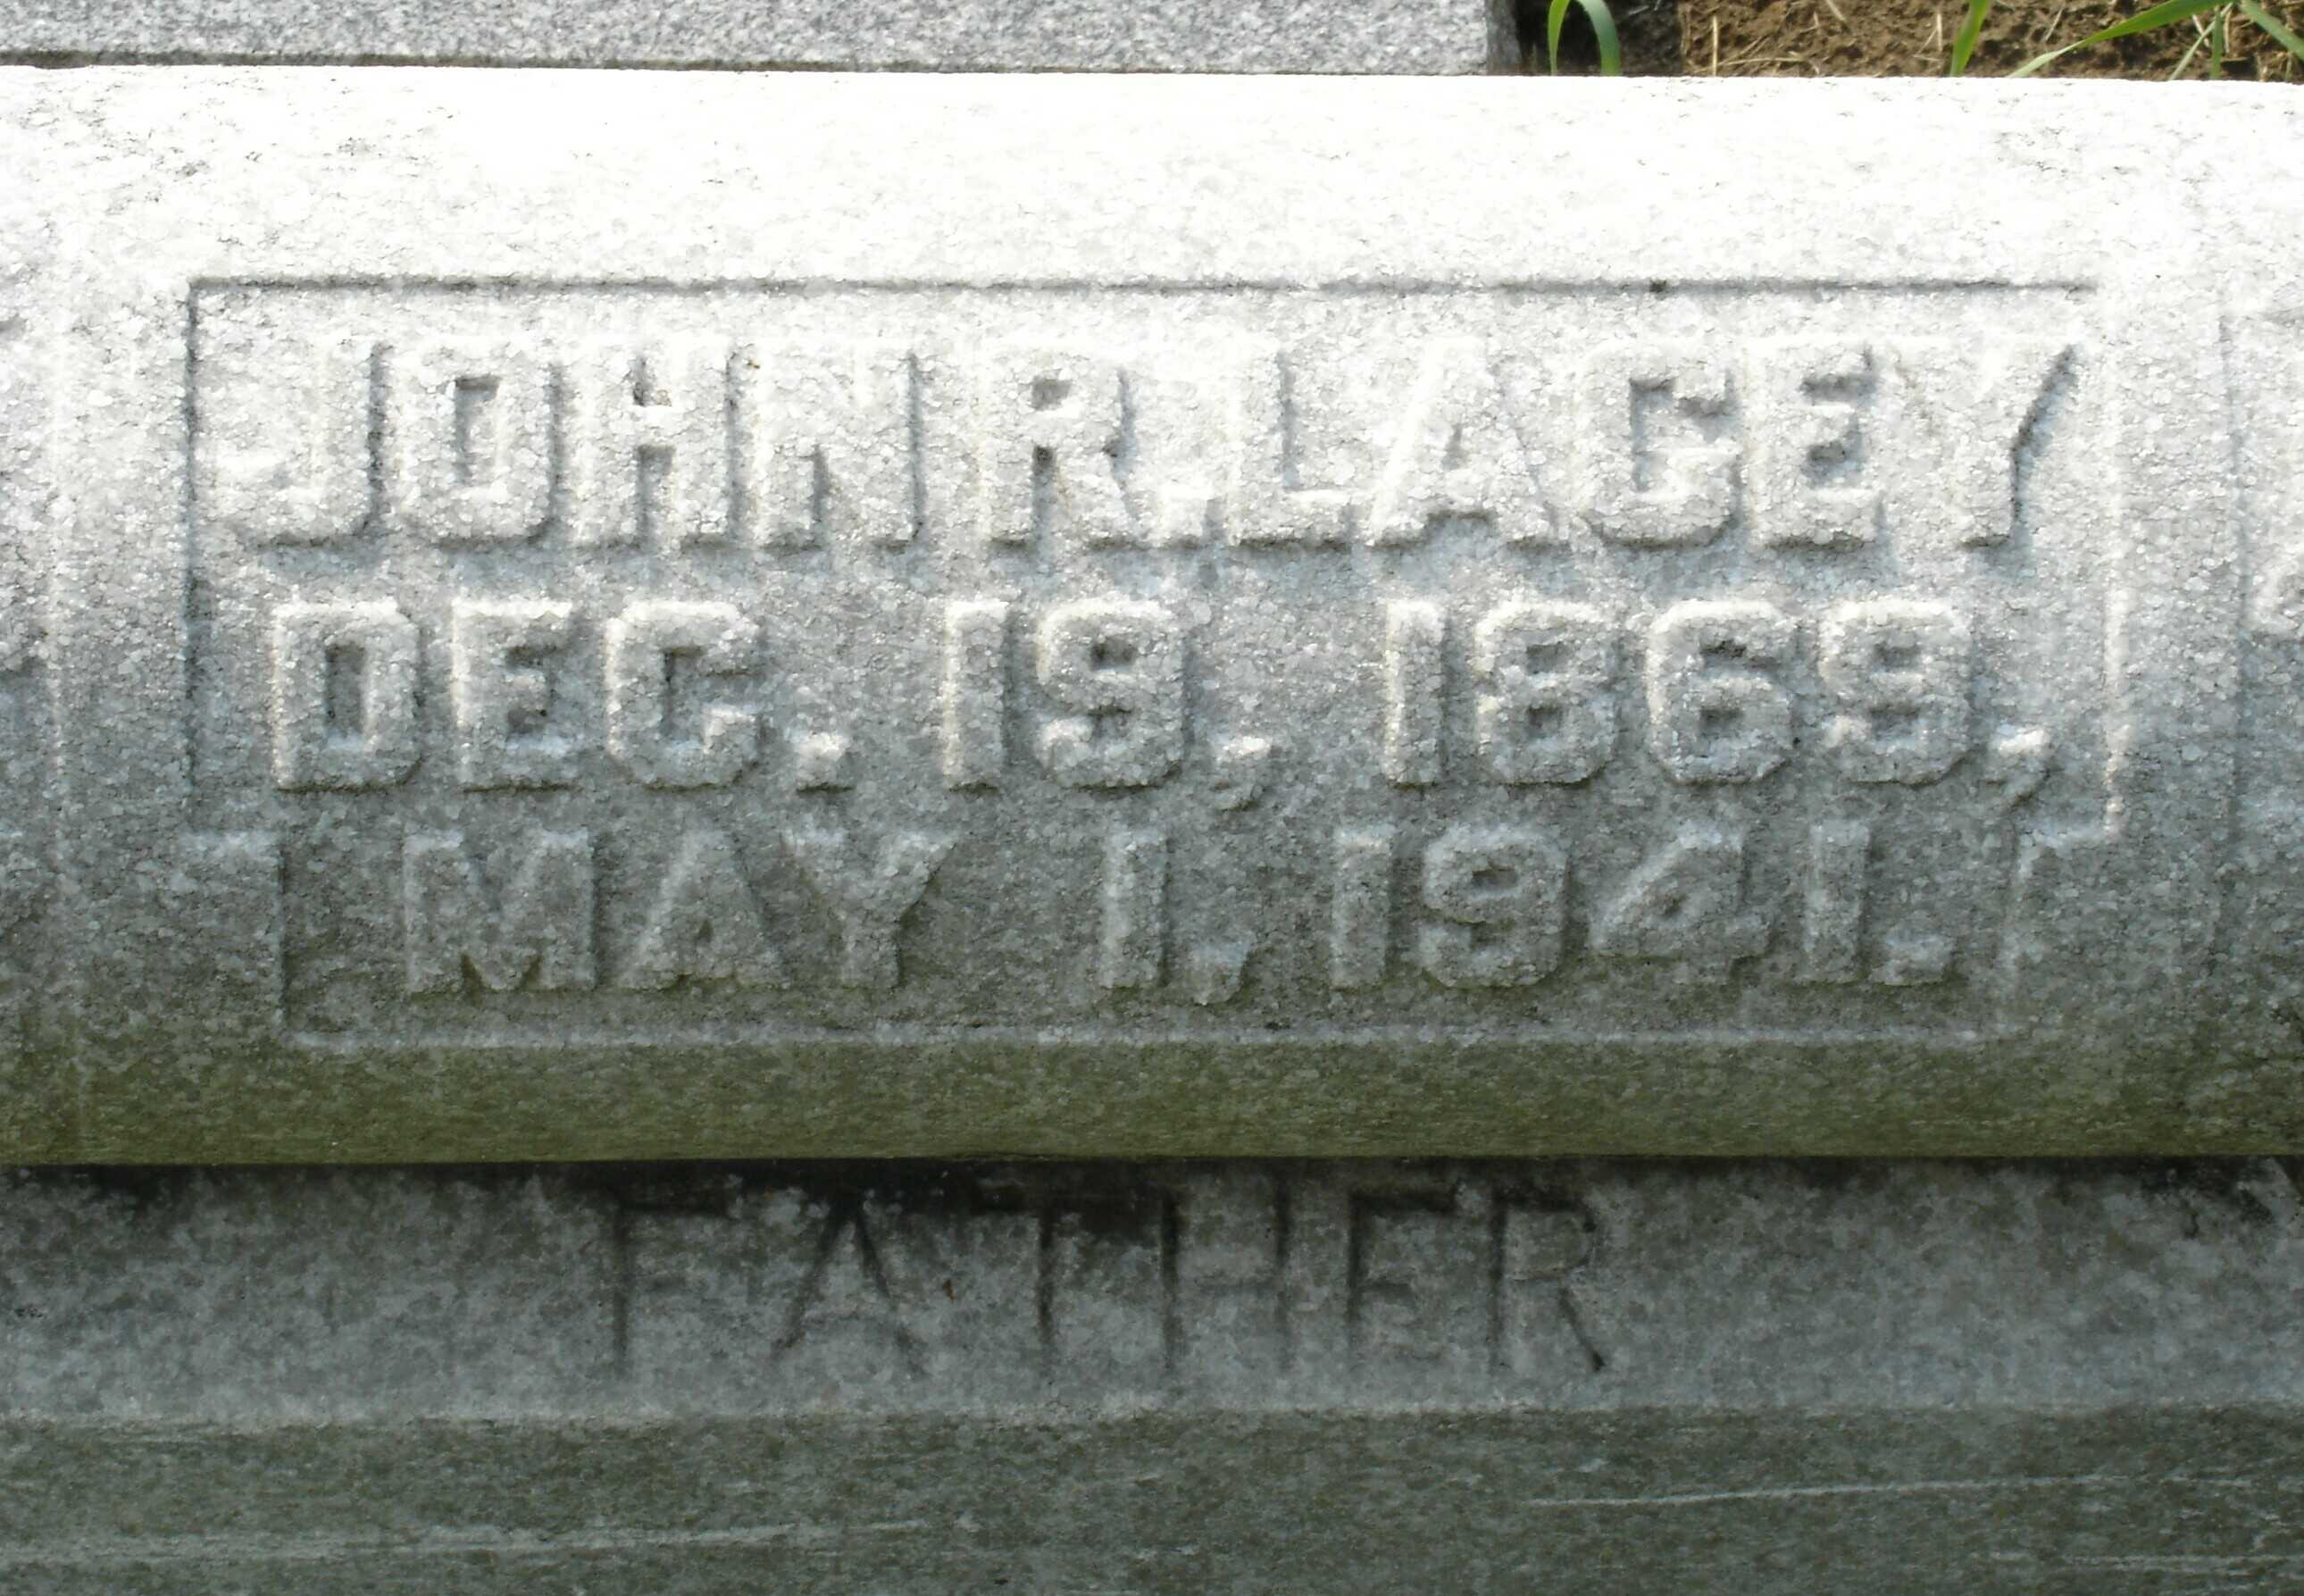 JOHN R. LACEY
DEC. 19, 1869,
MAY 1, 1941.
FATHER